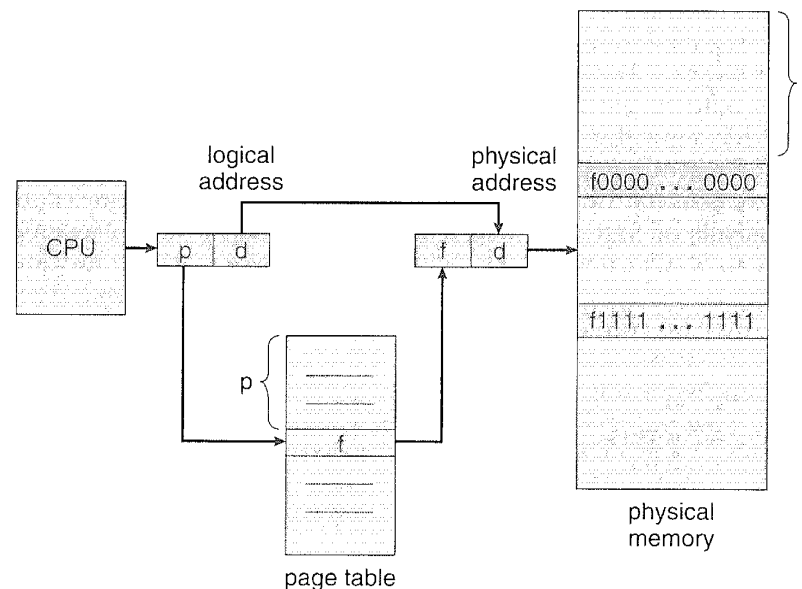 logical
address
physical
address
f0000 ... 0000
CPU
p
d
f
d
f1111 ... 1111
p
f
physical
memory
page table